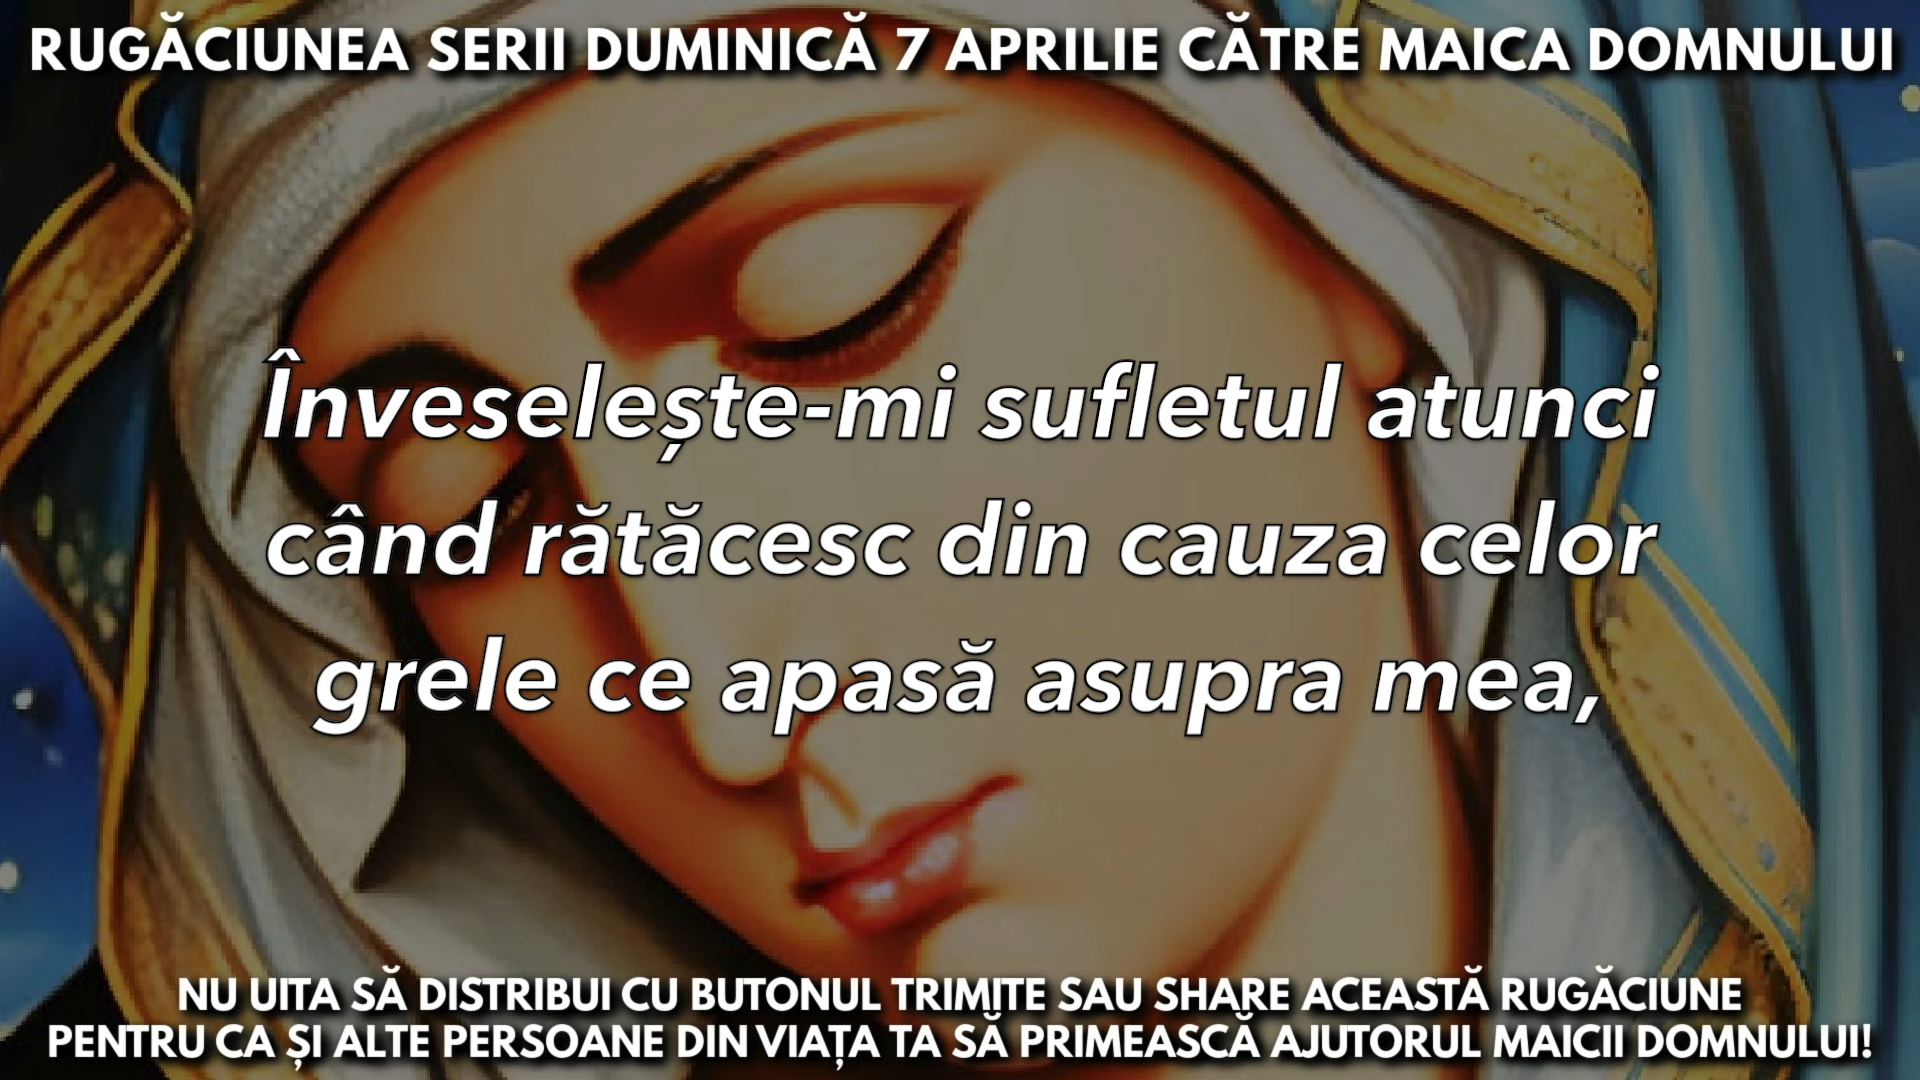 RUGĂCIUNEA SERII DUMINICĂ 7 APRILIE CĂTRE MAICA DOMNULUI
Înveselește-mi sufletul atunci
când rătăcesc din cauza celor
grele ce apasă asupra mea,
NU UITA SĂ DISTRIBUI CU BUTONUL TRIMITE SAU SHARE ACEASTĂ RUGĂCIUNE
PENTRU CA ȘI ALTE PERSOANE DIN VIAȚA TA SĂ PRIMEASCĂ AJUTORUL MAICII DOMNULUI!